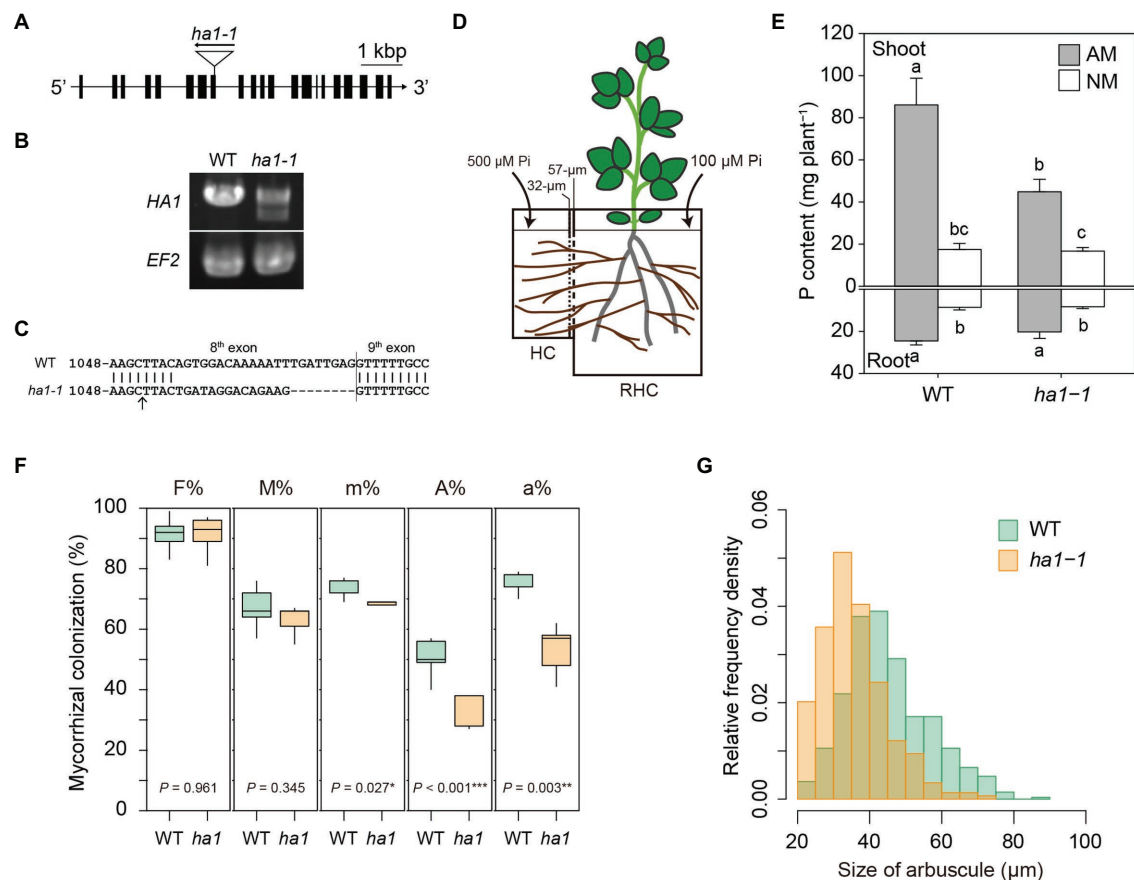 A
ha1-1
1 kbp
5’
3’
B
WT ha1-1
HA1
EF2
C
8th exon 9th exon
WT 1048-AAGCTTACAGTGGACAAAAATTTGATTGAGGTTTTTGCC
ha1-1 1048-AAGCTTACTGATAGGACAGAAG--------GTTTTTGCC
D
500 µM Pi
57-µm
32-µm
100 µM Pi
HC
RHC
E
P content (mg plant⁻¹)
120
100
80
60
40
20
0
20
40
Shoot
Root
AM
NM
a
bc
b
c
a
b
a
b
WT
ha1−1
F
F% M% m% A% a%
Mycorrhizal colonization (%)
100
80
60
40
20
0
P = 0.961
P = 0.345
P = 0.027*
P < 0.001***
P = 0.003**
WT ha1 WT ha1 WT ha1 WT ha1 WT ha1
G
Relative frequency density
0.06
0.04
0.02
0.00
WT
ha1−1
20 40 60 80 100
Size of arbuscule (µm)